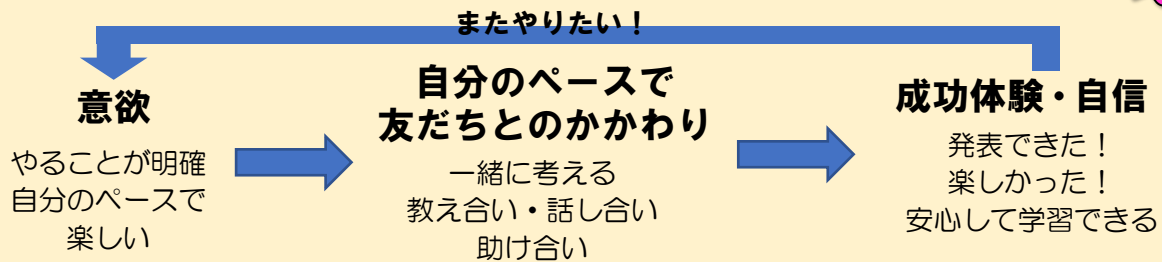 またやりたい！
意欲
やることが明確
自分のペースで
楽しい
自分のペースで
友だちとのかかわり
一緒に考える
教え合い・話し合い
助け合い
成功体験・自信
発表できた！
楽しかった！
安心して学習できる